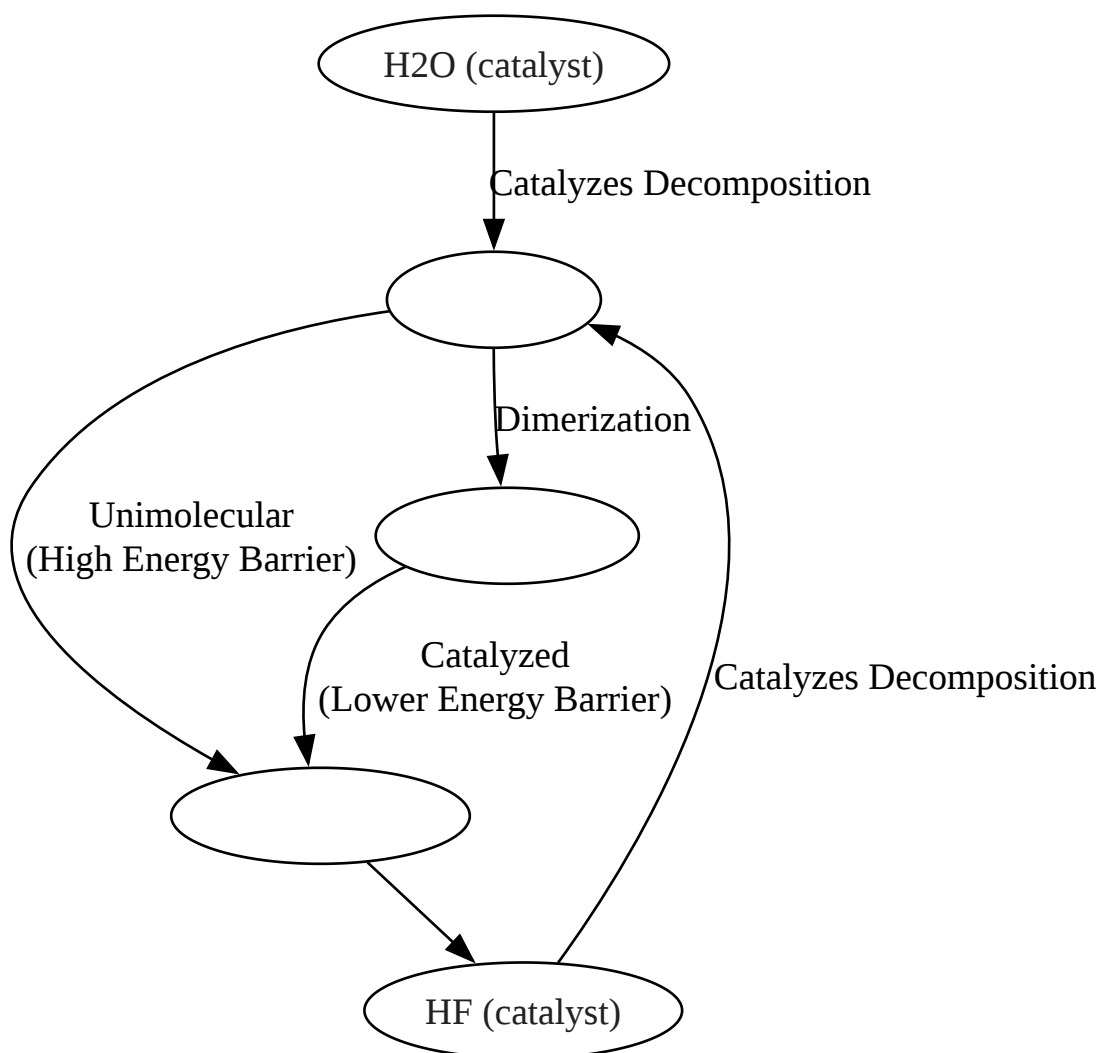 H2O (catalyst)
Catalyzes Decomposition
Dimerization
Unimolecular
(High Energy Barrier)
Catalyzed
(Lower Energy Barrier)
Catalyzes Decomposition
HF (catalyst)